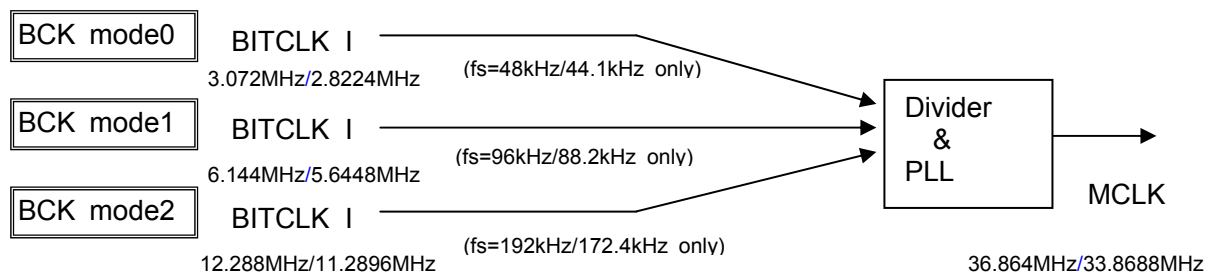 BCK mode0
BITCLK I
(fs=48kHz/44.1kHz only)
3.072MHz/2.8224MHz
BCK mode1
BITCLK I
(fs=96kHz/88.2kHz only)
6.144MHz/5.6448MHz
BCK mode2
BITCLK I
(fs=192kHz/172.4kHz only)
12.288MHz/11.2896MHz
Divider
&
PLL
MCLK
36.864MHz/33.8688MHz